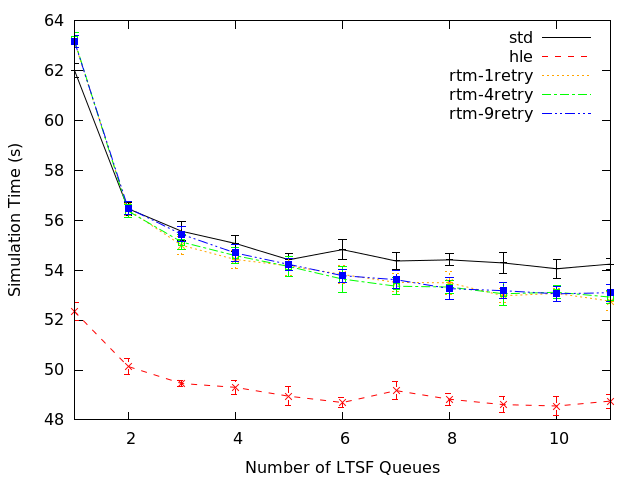 64
62
60
58
56
54
52
50
48
Simulation Time (s)
std
hle
rtm-1retry
rtm-4retry
rtm-9retry
2 4 6 8 10
Number of LTSF Queues